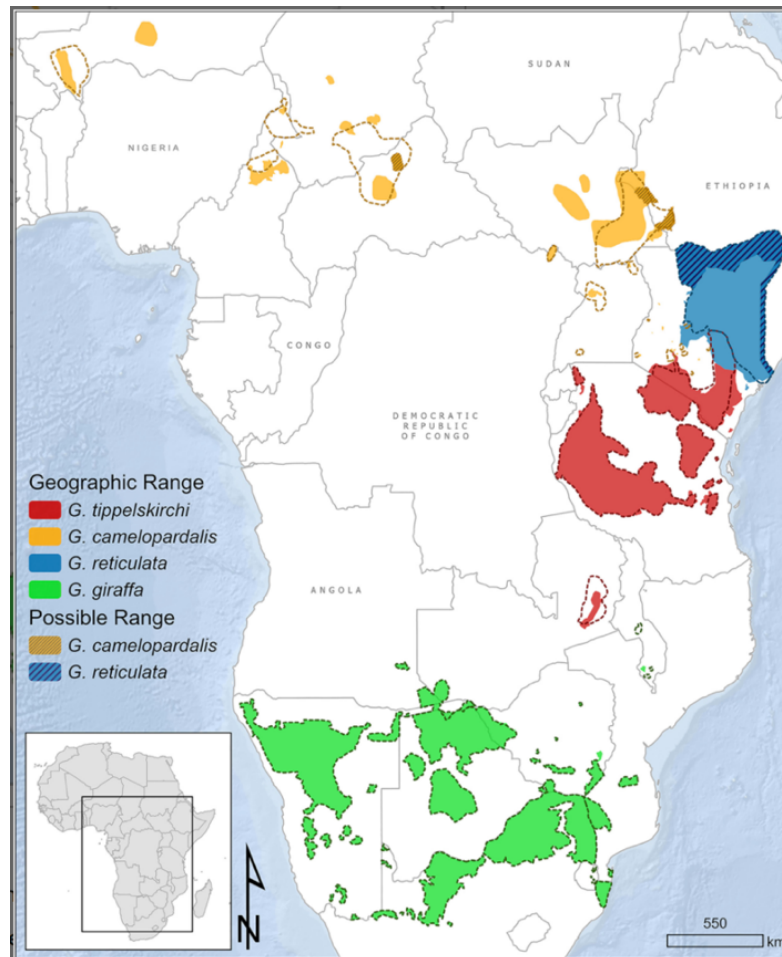 SUDAN
NIGERIA
ETHIOPIA
CONGO
DEMOCRATIC
REPUBLIC
OF CONGO
ANGOLA
Geographic Range
G. tippelskirchi
G. camelopardalis
G. reticulata
G. giraffa
Possible Range
G. camelopardalis
G. reticulata
N
550
km